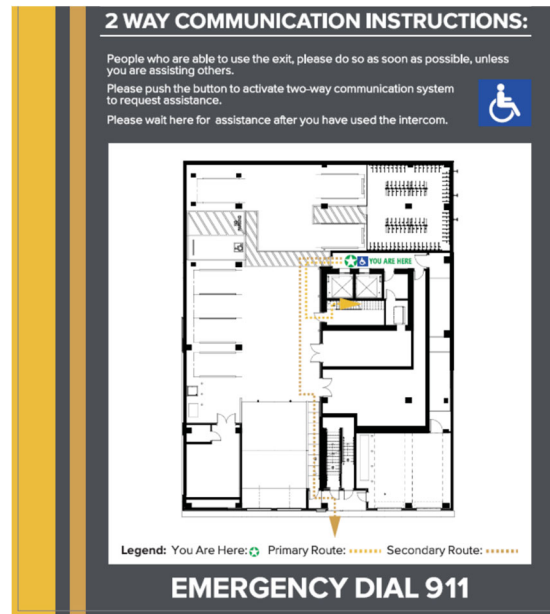 2 WAY COMMUNICATION INSTRUCTIONS:
People who are able to use the exit, please do so as soon as possible, unless
you are assisting others.
Please push the button to activate two-way communication system
to request assistance.
Please wait here for assistance after you have used the intercom.
YOU ARE HERE
Legend: You Are Here: Primary Route: Secondary Route:
EMERGENCY DIAL 911